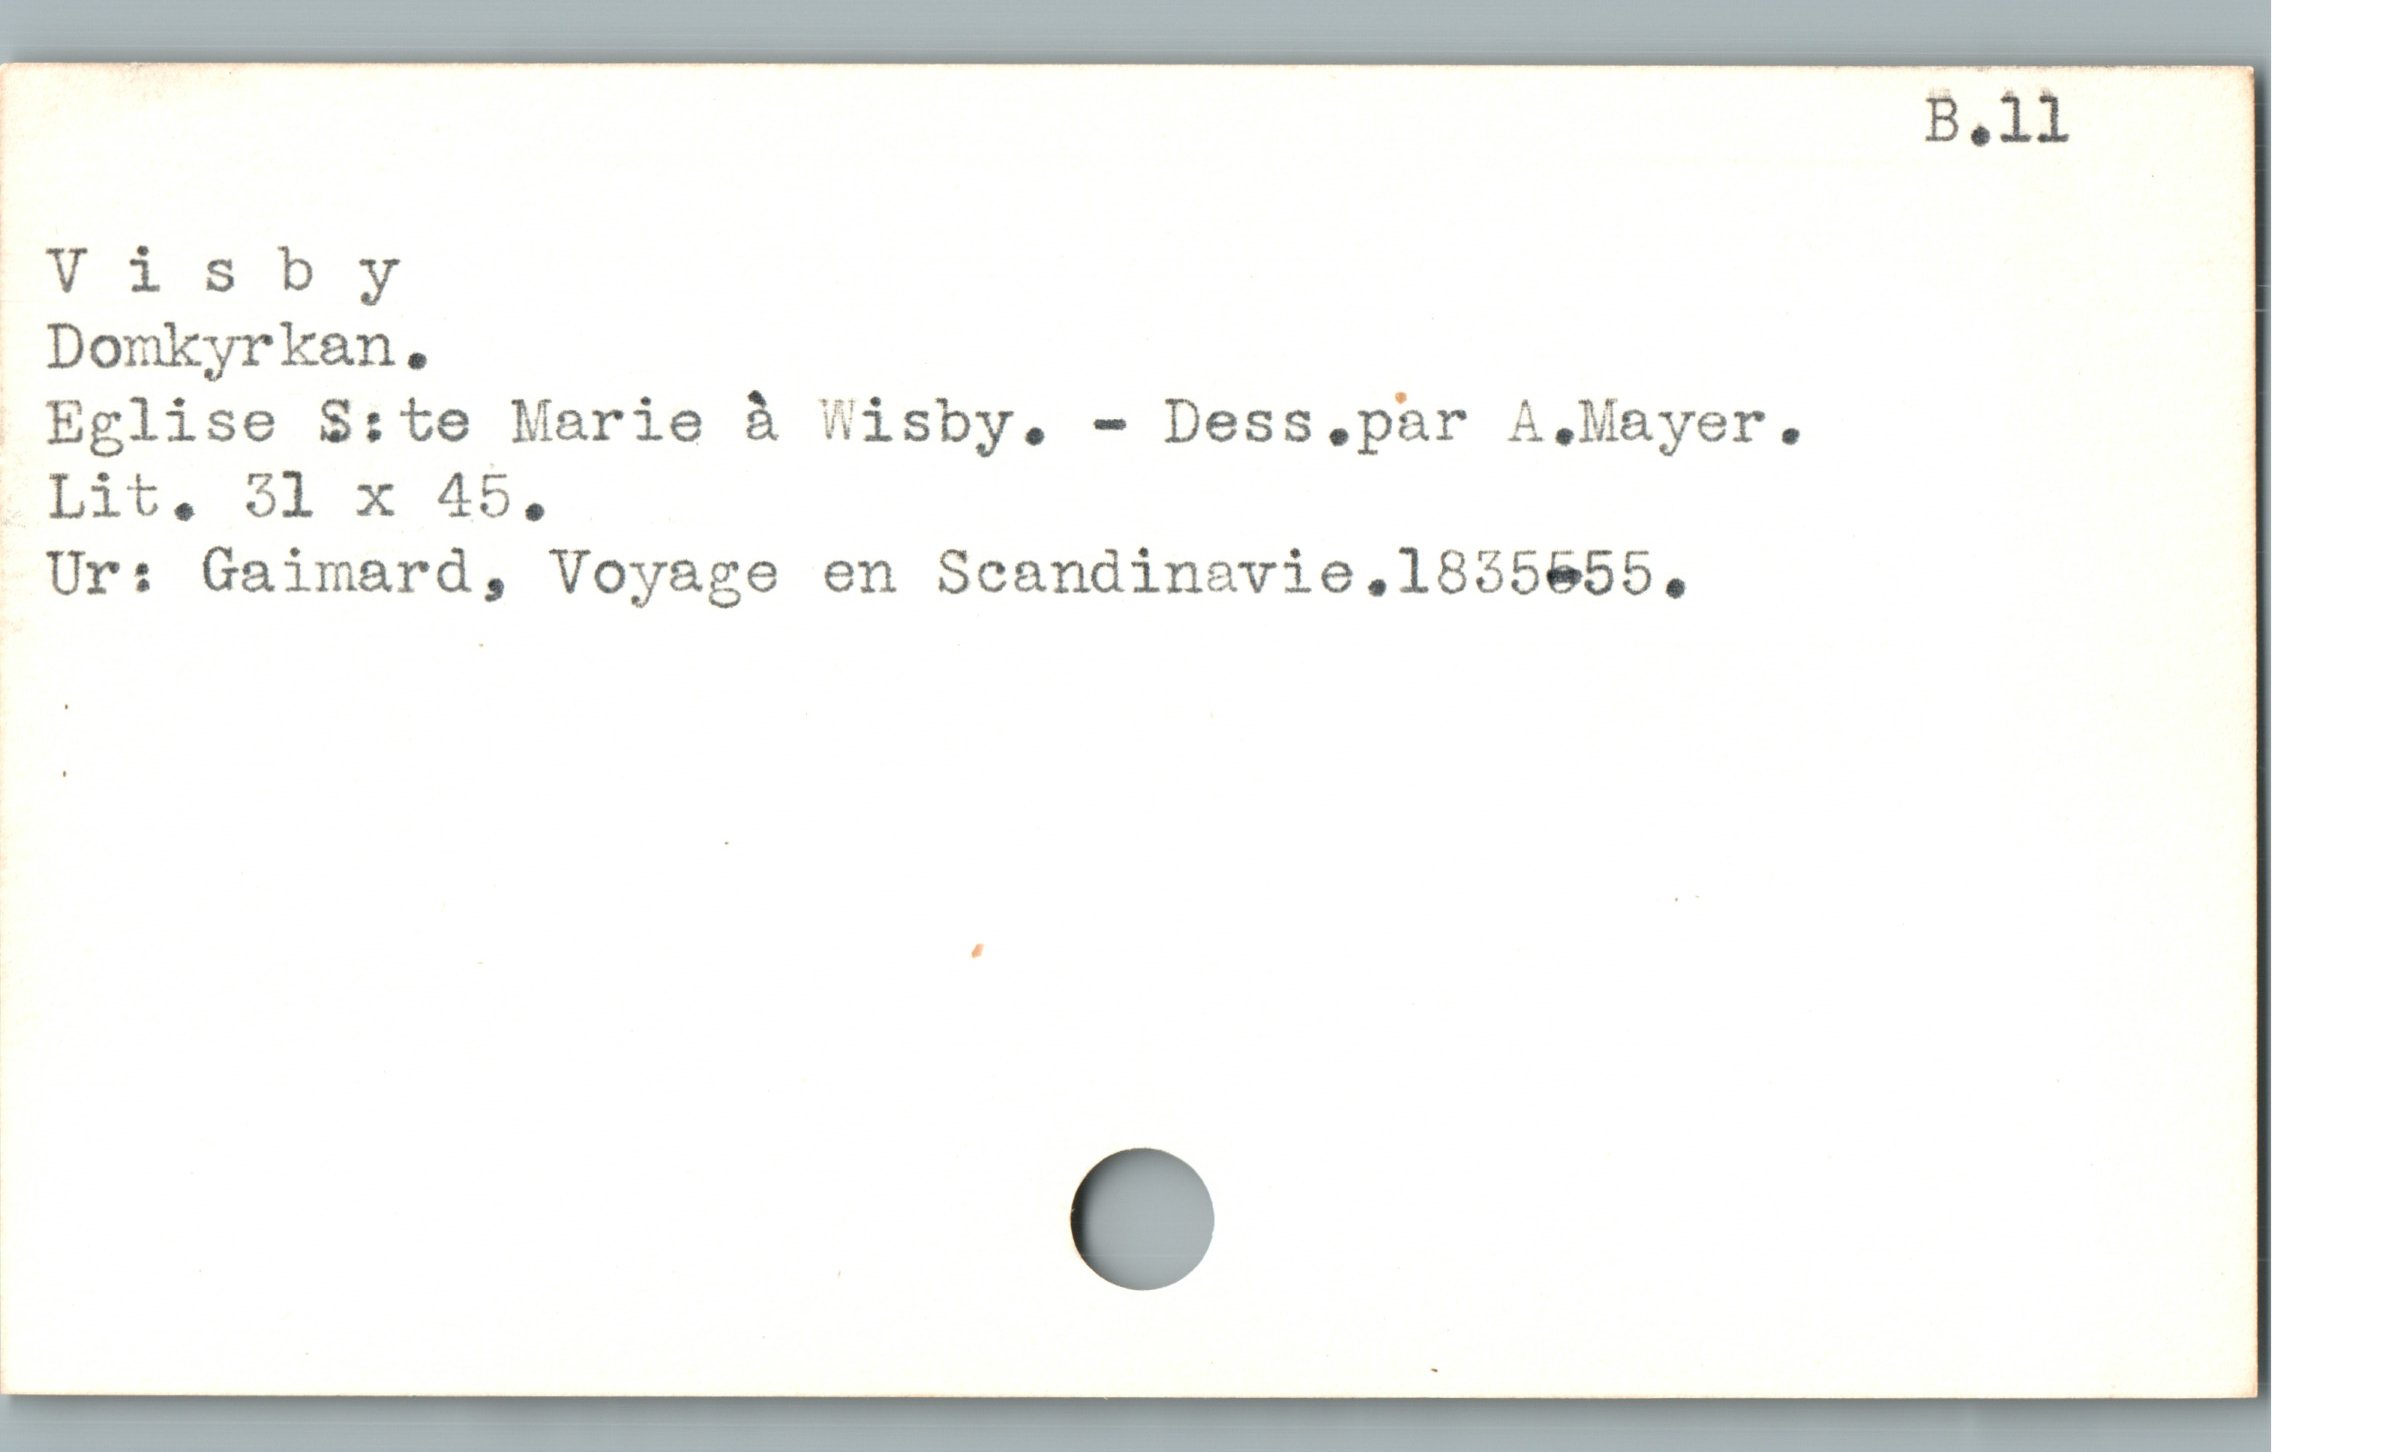 B.11
V i s b y
Domkyrkan.
Eglise S:te Marie à Wisby. - Dess.par A.Mayer.
Lit. 31 x 45.
Ur: Gaimard, Voyage en Scandinavie.1835-55.